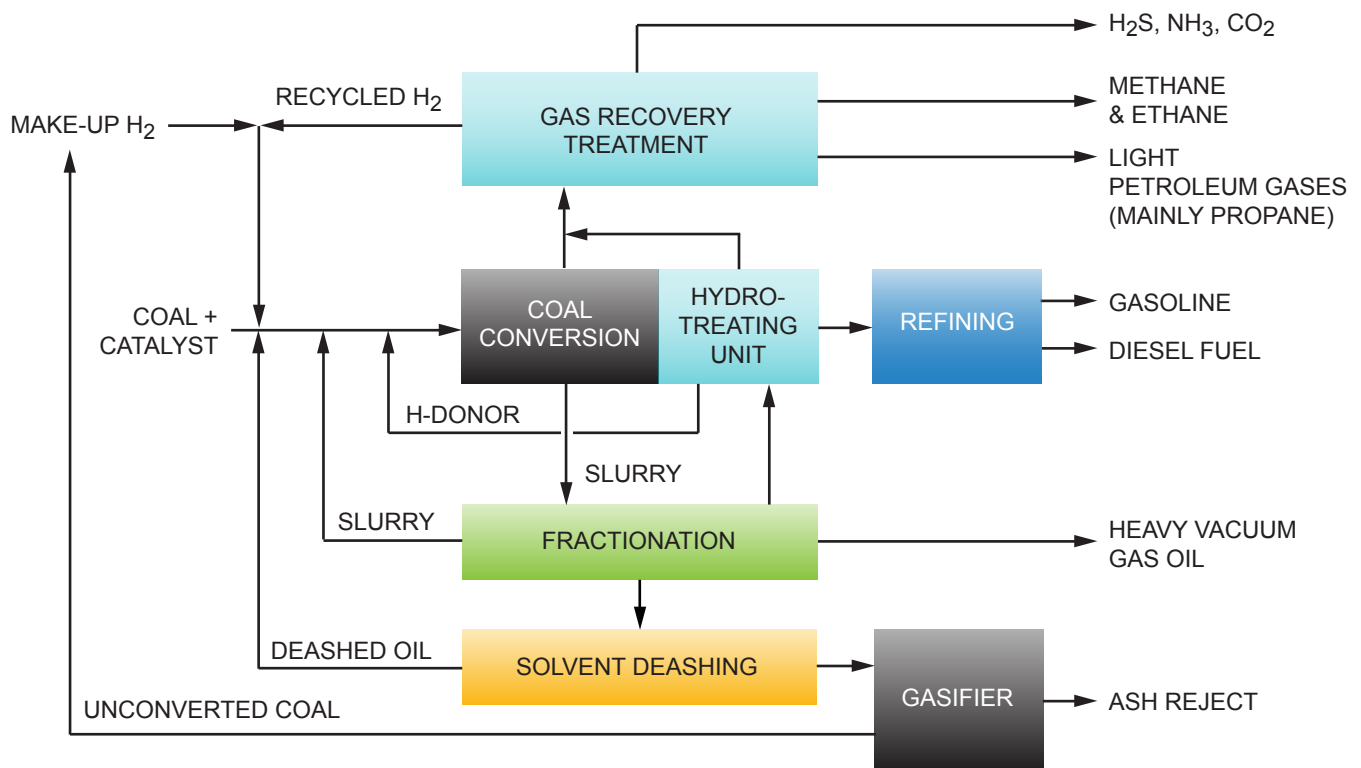 H2S, NH3, CO2
RECYCLED H2
METHANE
& ETHANE
MAKE-UP H2
GAS RECOVERY
TREATMENT
LIGHT
PETROLEUM GASES
(MAINLY PROPANE)
COAL +
CATALYST
COAL
CONVERSION
HYDRO-
TREATING
UNIT
REFINING
GASOLINE
DIESEL FUEL
H-DONOR
SLURRY
SLURRY
FRACTIONATION
HEAVY VACUUM
GAS OIL
DEASHED OIL
SOLVENT DEASHING
UNCONVERTED COAL
GASIFIER
ASH REJECT